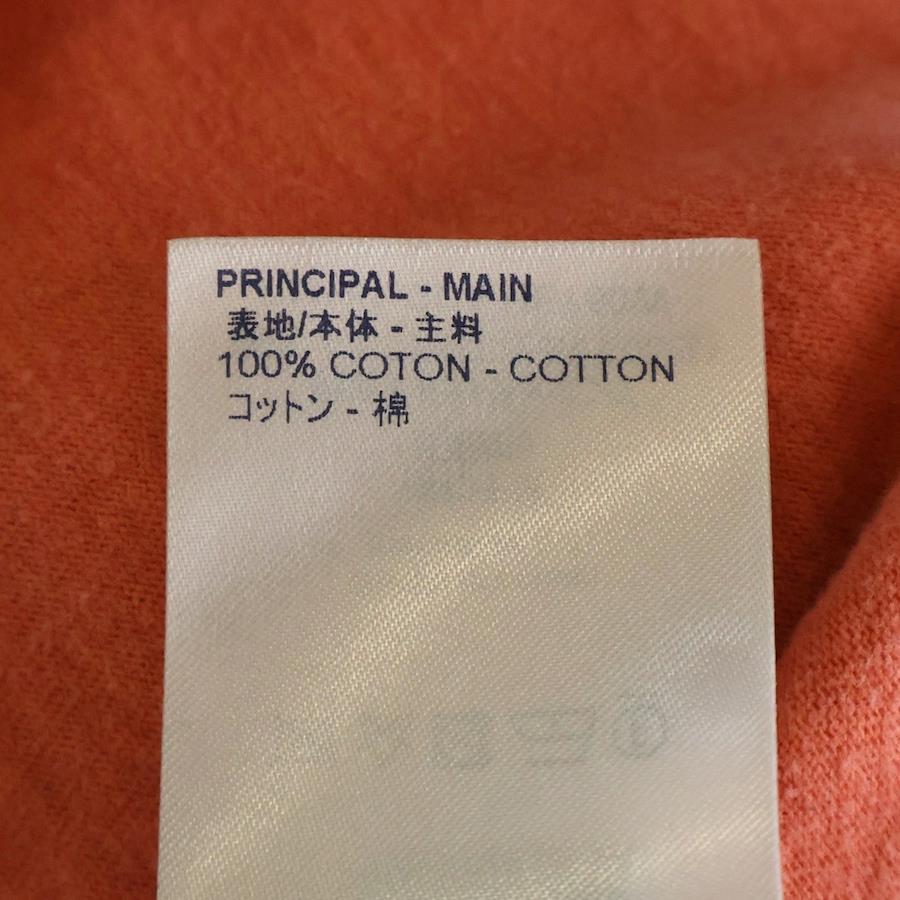 PRINCIPAL - MAIN
表地/本体 - 主料
100% COTON - COTTON
コットン - 棉